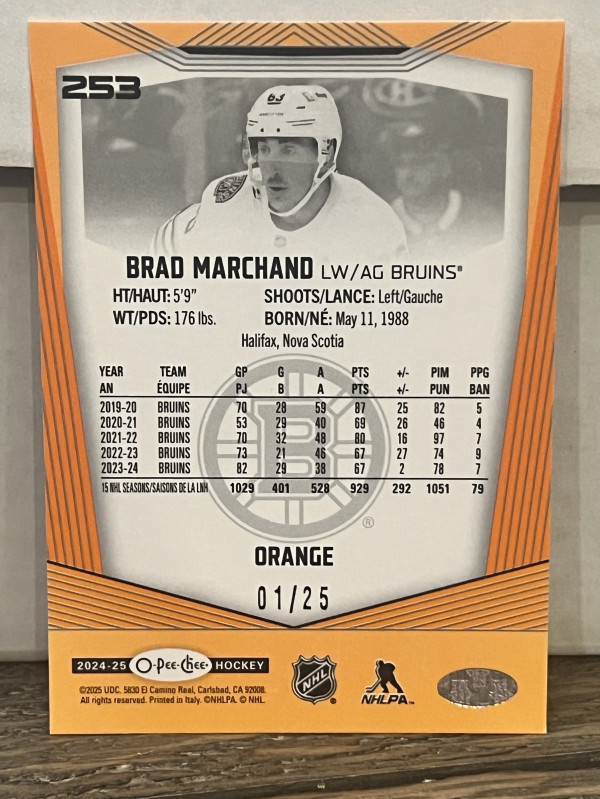 253
63
BRAD MARCHAND LW/AG BRUINS®
HT/HAUT: 5'9" SHOOTS/LANCE: Left/Gauche
WT/PDS: 176 lbs. BORN/NÉ: May 11, 1988
Halifax, Nova Scotia
YEAR TEAM GP G A PTS +/- PIM PPG
AN ÉQUIPE PJ B A PTS +/- PUN BAN
2019-20 BRUINS 70 28 59 87 25 82 5
2020-21 BRUINS 53 29 40 69 26 46 4
2021-22 BRUINS 70 32 48 80 16 97 7
2022-23 BRUINS 73 21 46 67 27 74 9
2023-24 BRUINS 82 29 38 67 2 78 7
15 NHL SEASONS/SAISONS DE LA LNH 1029 401 528 929 292 1051 79
B
®
ORANGE
01/25
2024-25 O-Pee-Chee HOCKEY
©2025 UDC. 5830 El Camino Real, Carlsbad, CA 92008.
All rights reserved. Printed in Italy. ©NHLPA. © NHL.
NHL ®
NHLPA™